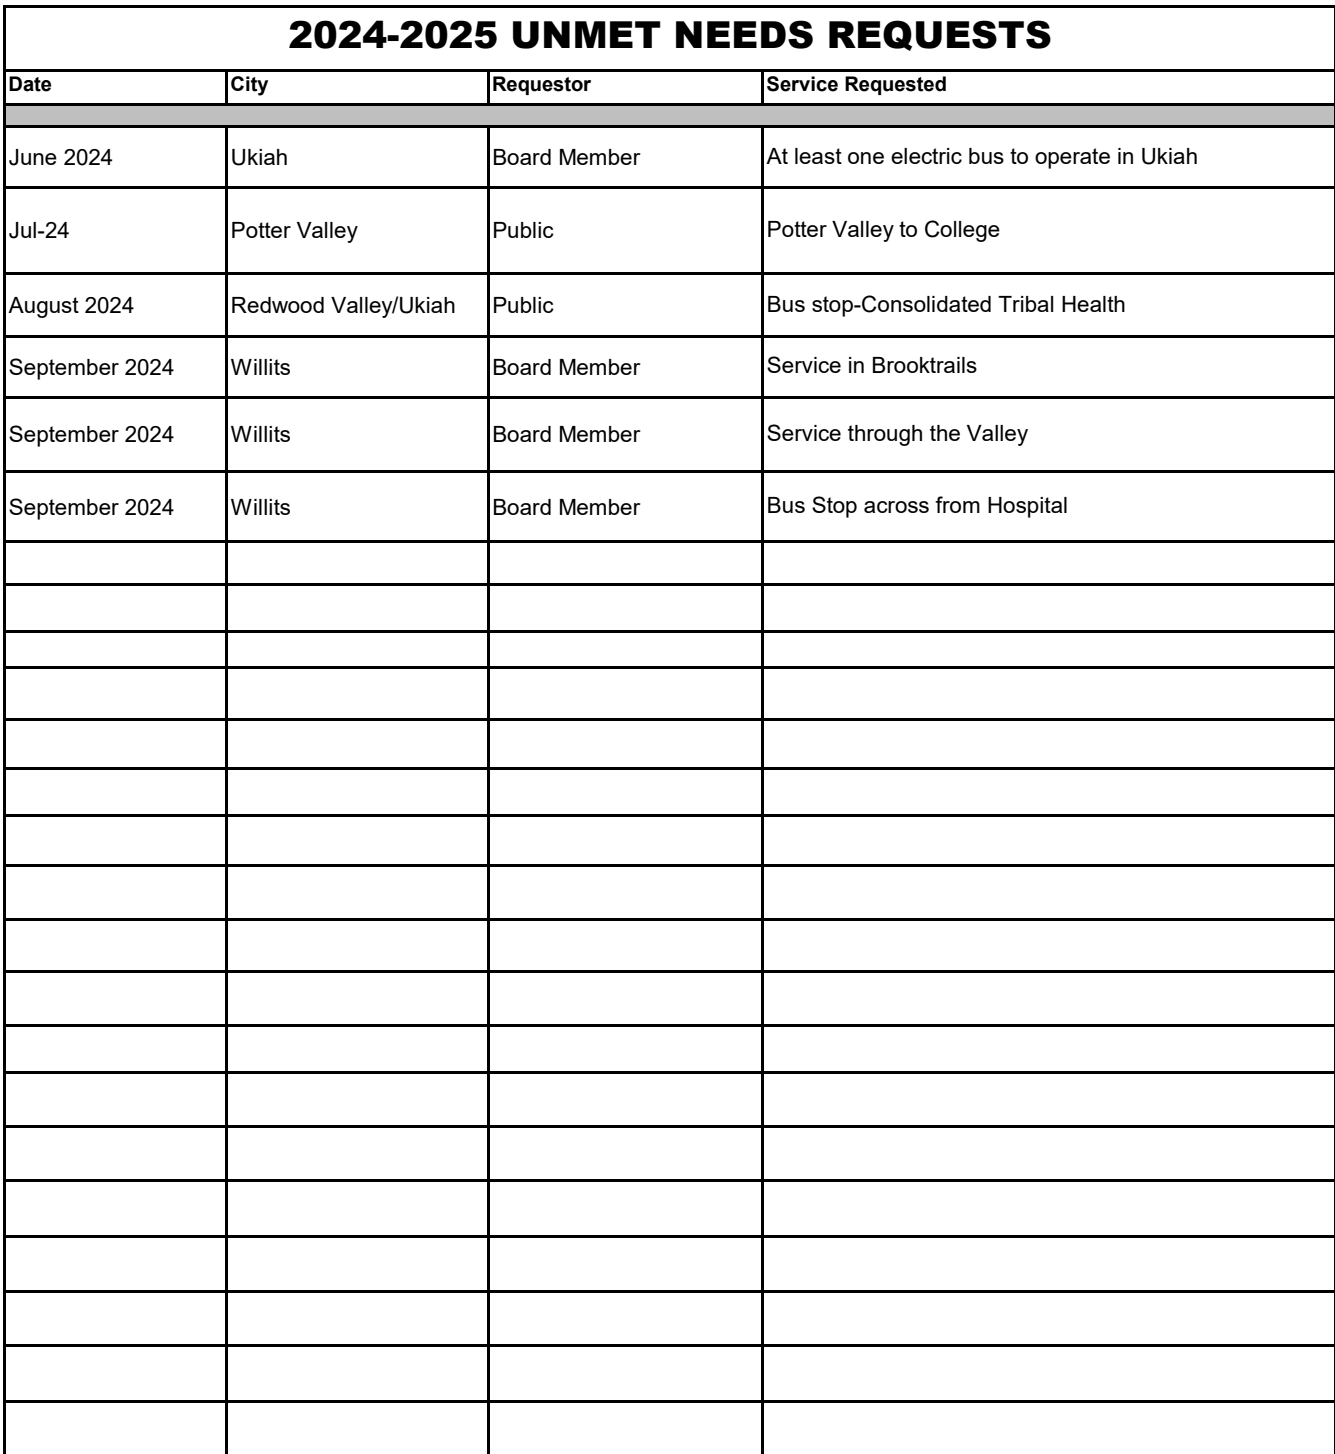 2024-2025 UNMET NEEDS REQUESTS
Date City Requestor Service Requested
June 2024 Ukiah Board Member At least one electric bus to operate in Ukiah
Jul-24 Potter Valley Public Potter Valley to College
August 2024 Redwood Valley/Ukiah Public Bus stop-Consolidated Tribal Health
September 2024 Willits Board Member Service in Brooktrails
September 2024 Willits Board Member Service through the Valley
September 2024 Willits Board Member Bus Stop across from Hospital